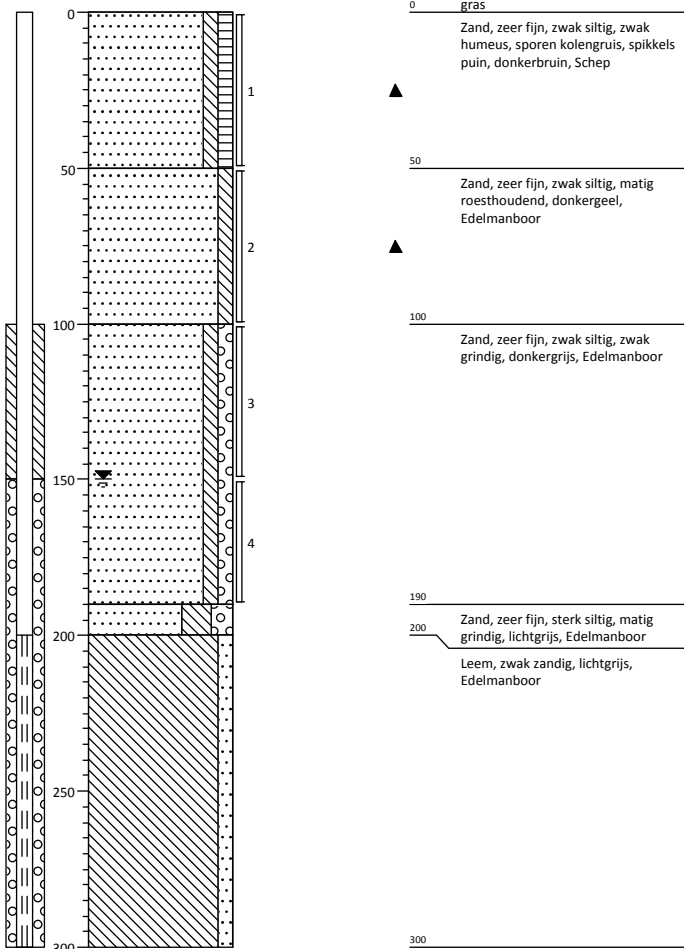 0
50
100
150
200
250
300
1
2
3
4
0
gras
Zand, zeer fijn, zwak siltig, zwak
humeus, sporen kolengruis, spikkels
puin, donkerbruin, Schep
50
Zand, zeer fijn, zwak siltig, matig
roesthoudend, donkergeel,
Edelmanboor
100
Zand, zeer fijn, zwak siltig, zwak
grindig, donkergrijs, Edelmanboor
190
Zand, zeer fijn, sterk siltig, matig
grindig, lichtgrijs, Edelmanboor
200
Leem, zwak zandig, lichtgrijs,
Edelmanboor
300